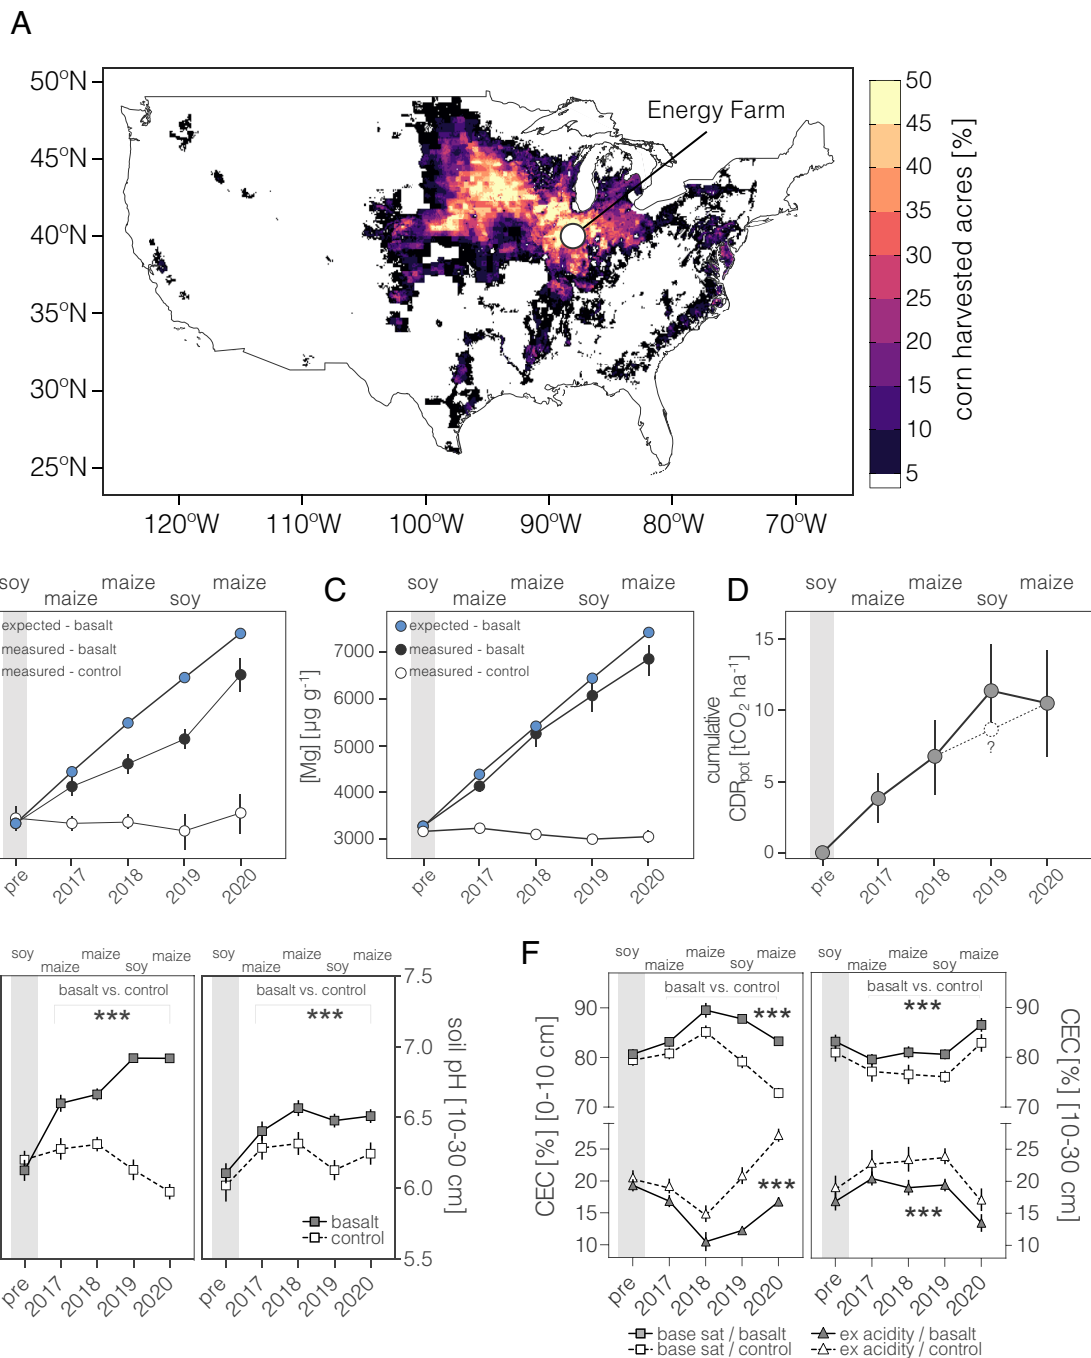 A
50°N
45°N
40°N
35°N
30°N
25°N
120°W 110°W 100°W 90°W 80°W 70°W
Energy Farm
50
45
40
35
30
25
20
15
10
5
corn harvested acres [%]
soy maize maize soy maize
expected - basalt
measured - basalt
measured - control
pre 2017 2018 2019 2020
C
soy maize maize soy maize
expected - basalt
measured - basalt
measured - control
[Mg] [µg g⁻¹]
7000
6000
5000
4000
3000
pre 2017 2018 2019 2020
D
soy maize maize soy maize
cumulative
CDRpot [tCO₂ ha⁻¹]
15
10
5
0
?
pre 2017 2018 2019 2020
soy maize maize soy maize
basalt vs. control
***
pre 2017 2018 2019 2020
soy maize maize soy maize
basalt vs. control
***
basalt
control
7.5
7.0
6.5
6.0
5.5
soil pH [10-30 cm]
pre 2017 2018 2019 2020
F
soy maize maize soy maize
basalt vs. control
***
***
CEC [%] [0-10 cm]
90
80
70
25
20
15
10
pre 2017 2018 2019 2020
soy maize maize soy maize
basalt vs. control
***
***
90
80
70
25
20
15
10
CEC [%] [10-30 cm]
pre 2017 2018 2019 2020
base sat / basalt
base sat / control
ex acidity / basalt
ex acidity / control